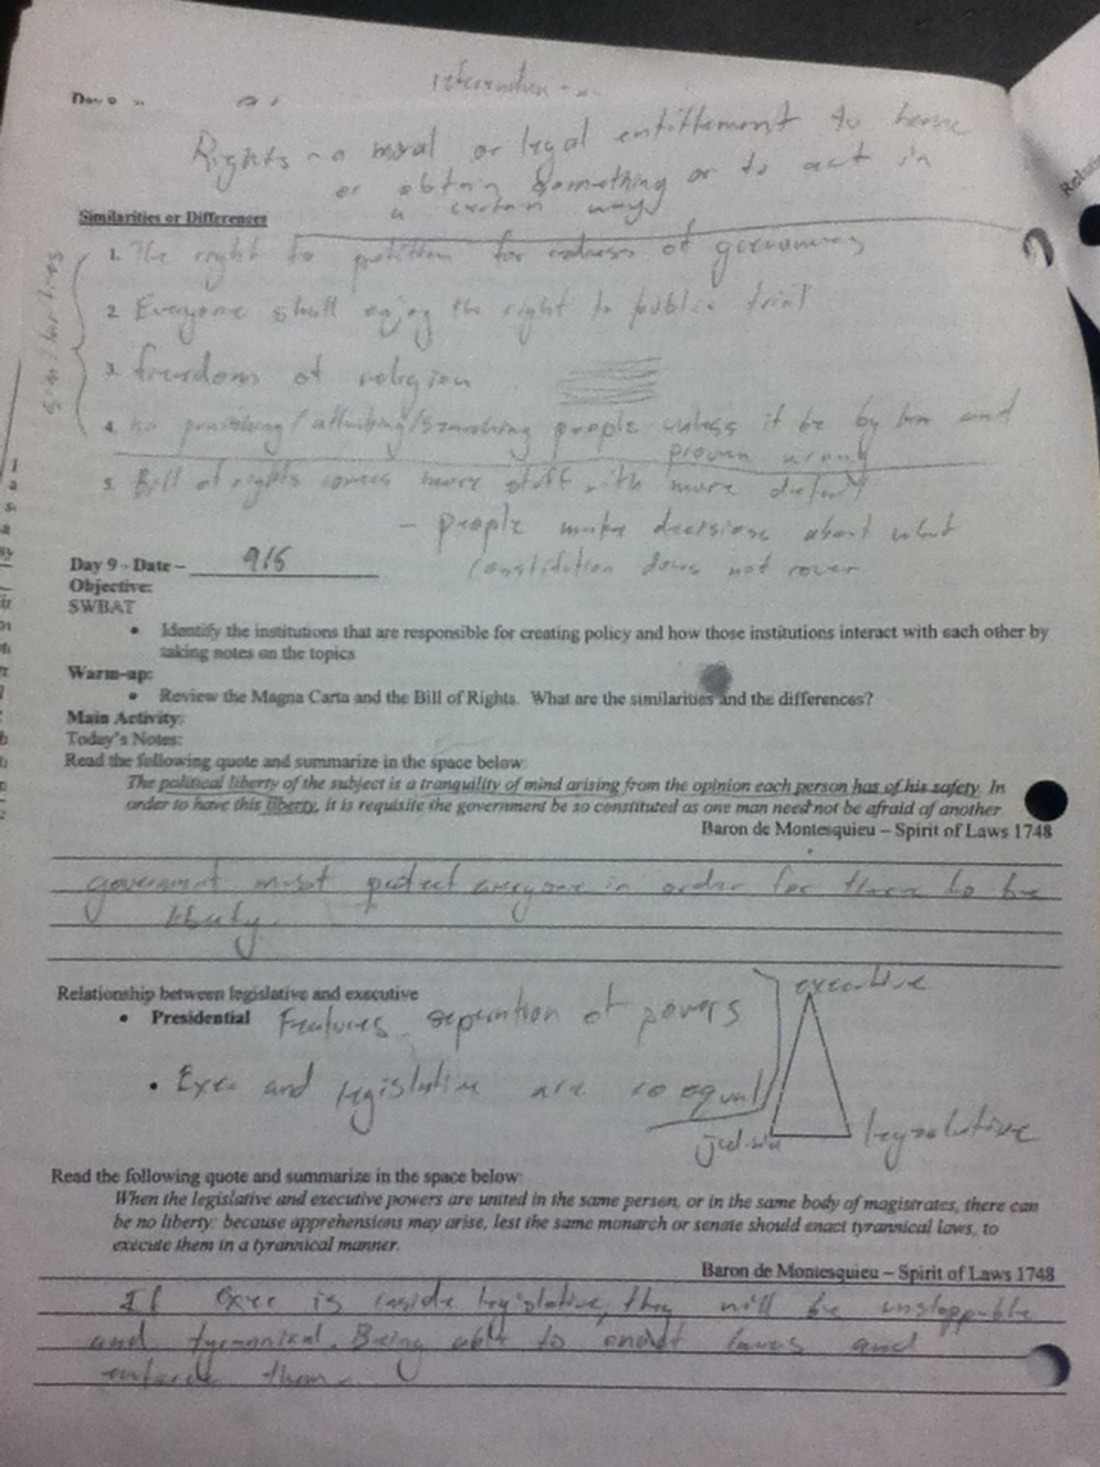 Rights - a moral or legal entitlement to have
or obtain something or to act in
a certain way
Similarities or Differences
similarities
1. The right to petition for redress of
2. Everyone shall enjoy the right to public trial
3. freedom of religion
4. no people unless it be by law and
proven wrong
5. Bill of rights covers more stuff with more detail
- people make decisions about what
constitution does not cover
Day 9 - Date - 9/5
Objective:
SWBAT
• Identify the institutions that are responsible for creating policy and how those institutions interact with each other by
taking notes on the topics
Warm-up:
• Review the Magna Carta and the Bill of Rights. What are the similarities and the differences?
Main Activity:
Today's Notes:
Read the following quote and summarize in the space below:
The political liberty of the subject is a tranquility of mind arising from the opinion each person has of his safety. In
order to have this liberty, it is requisite the government be so constituted as one man need not be afraid of another
Baron de Montesquieu – Spirit of Laws 1748
government must protect everyone in order for there to be
liberty.
executive
Relationship between legislative and executive
• Presidential Features separation of powers
• Exec and legislative are co equal
legislative
Read the following quote and summarize in the space below:
When the legislative and executive powers are united in the same person, or in the same body of magistrates, there can
be no liberty: because apprehensions may arise, lest the same monarch or senate should enact tyrannical laws, to
execute them in a tyrannical manner.
Baron de Montesquieu – Spirit of Laws 1748
If Exec is inside legislative, they will be unstoppable
and tyrannical. Being able to enact laws and
enforce them.